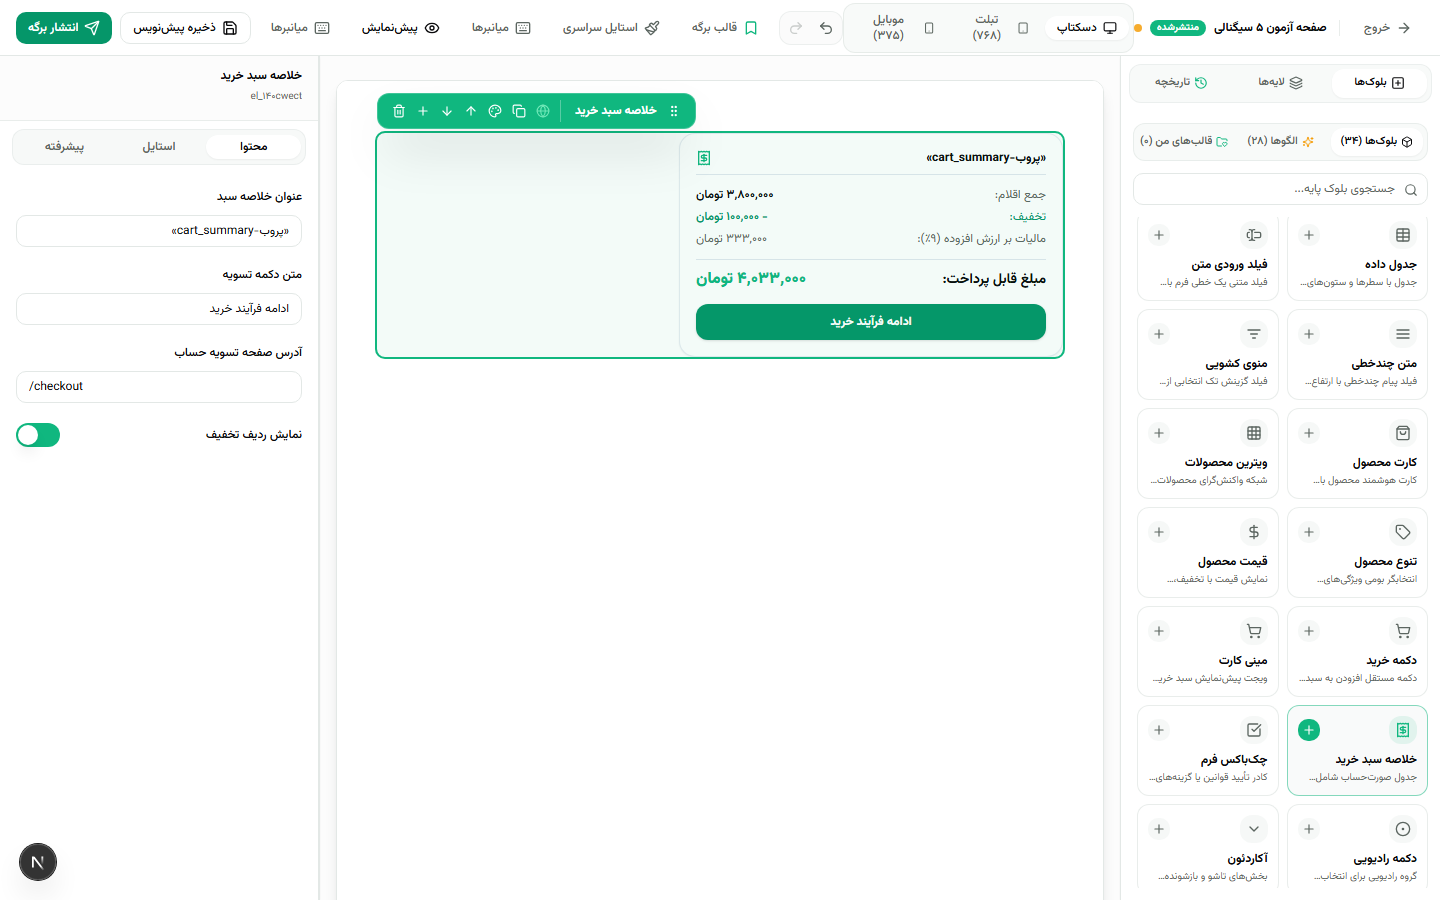 خروج
صفحه آزمون ۵ سیگنالی
منتشرشده
دسکتاپ
تبلت (۷۶۸)
موبایل (۳۷۵)
قالب برگه
استایل سراسری
میانبرها
پیش‌نمایش
میانبرها
ذخیره پیش‌نویس
انتشار برگه
بلوک‌ها
لایه‌ها
تاریخچه
بلوک‌ها (۳۴)
الگوها (۲۸)
قالب‌های من (۰)
جستجوی بلوک پایه...
جدول داده
جدول با سطرها و ستون‌های...
فیلد ورودی متن
فیلد متنی یک خطی فرم با...
متن چندخطی
فیلد پیام چندخطی با ارتفاع...
منوی کشویی
فیلد گزینش تک انتخابی از...
کارت محصول
کارت هوشمند محصول با...
ویترین محصولات
شبکه واکنش‌گرای محصولات...
تنوع محصول
انتخابگر بومی ویژگی‌های...
قیمت محصول
نمایش قیمت با تخفیف،...
دکمه خرید
دکمه مستقل افزودن به سبد...
مینی کارت
ویجت پیش‌نمایش سبد خری...
خلاصه سبد خرید
جدول صورت‌حساب شامل...
چک‌باکس فرم
کادر تأیید قوانین یا گزینه‌های...
دکمه رادیویی
گروه رادیویی برای انتخاب...
آکاردئون
بخش‌های تاشو و بازشونده...
خلاصه سبد خرید
«پروب-cart_summary»
جمع اقلام:
۳,۸۰۰,۰۰۰ تومان
تخفیف:
- ۱۰۰,۰۰۰ تومان
مالیات بر ارزش افزوده (۹٪):
۳۳۳,۰۰۰ تومان
مبلغ قابل پرداخت:
۴,۰۳۳,۰۰۰ تومان
ادامه فرآیند خرید
خلاصه سبد خرید
el_۱۴۰cwect
محتوا
استایل
پیشرفته
عنوان خلاصه سبد
«پروب-cart_summary»
متن دکمه تسویه
ادامه فرآیند خرید
آدرس صفحه تسویه حساب
/checkout
نمایش ردیف تخفیف
N